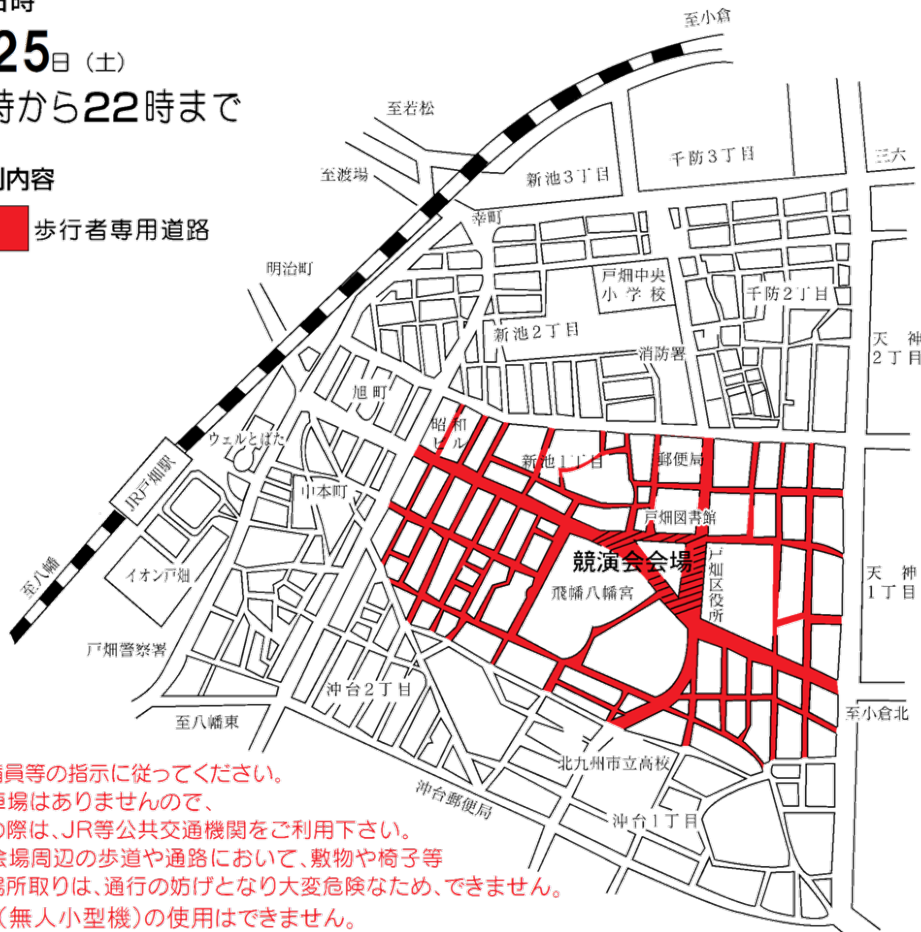 日時
25日（土）
時から22時まで
制内容
歩行者専用道路
至小倉
至若松
至渡場
新池3丁目
千防3丁目
三六
幸町
明治町
戸畑中央
小学校
千防2丁目
新池2丁目
消防署
天神
2丁目
旭町
昭和
ビル
ウェルとばた
新池1丁目
郵便局
JR戸畑駅
中本町
戸畑図書館
競演会会場
飛幡八幡宮
戸畑区役所
天神
1丁目
至八幡
イオン戸畑
戸畑警察署
沖台2丁目
至八幡東
至小倉北
北九州市立高校
沖台郵便局
沖台1丁目
備員等の指示に従ってください。
車場はありませんので、
の際は、JR等公共交通機関をご利用下さい。
会場周辺の歩道や通路において、敷物や椅子等
場所取りは、通行の妨げとなり大変危険なため、できません。
（無人小型機）の使用はできません。